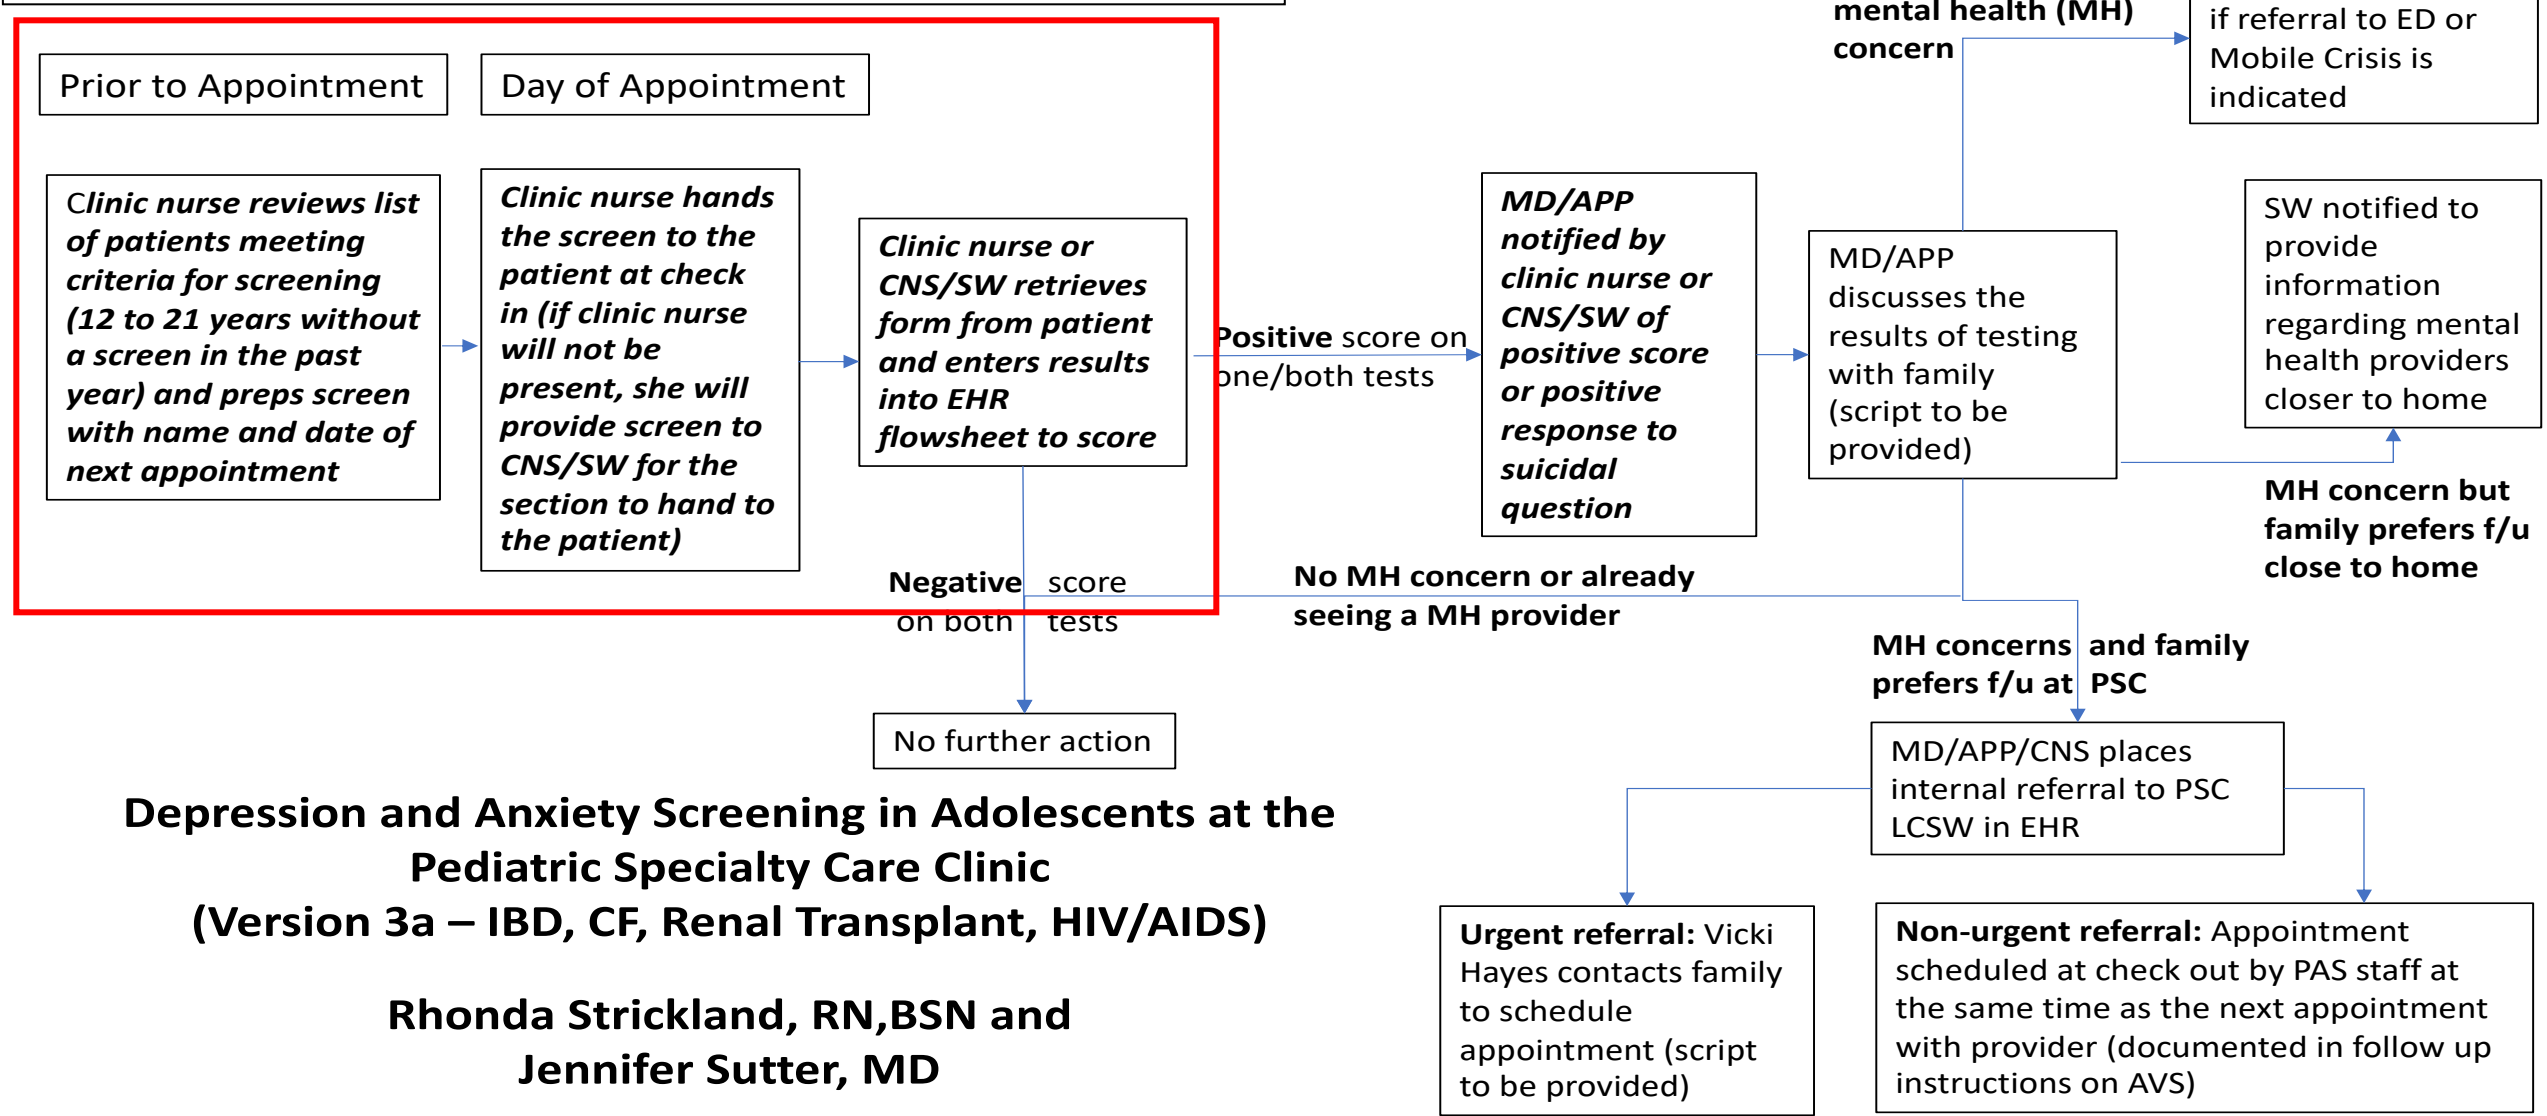 mental health (MH)
concern
if referral to ED or
Mobile Crisis is
indicated
Prior to Appointment
Day of Appointment
Clinic nurse reviews list
of patients meeting
criteria for screening
(12 to 21 years without
a screen in the past
year) and preps screen
with name and date of
next appointment
Clinic nurse hands
the screen to the
patient at check
in (if clinic nurse
will not be
present, she will
provide screen to
CNS/SW for the
section to hand to
the patient)
Clinic nurse or
CNS/SW retrieves
form from patient
and enters results
into EHR
flowsheet to score
Positive score on
one/both tests
MD/APP
notified by
clinic nurse or
CNS/SW of
positive score
or positive
response to
suicidal
question
MD/APP
discusses the
results of testing
with family
(script to be
provided)
SW notified to
provide
information
regarding mental
health providers
closer to home
MH concern but
family prefers f/u
close to home
Negative score
on both tests
No MH concern or already
seeing a MH provider
MH concerns and family
prefers f/u at PSC
No further action
MD/APP/CNS places
internal referral to PSC
LCSW in EHR
Depression and Anxiety Screening in Adolescents at the
Pediatric Specialty Care Clinic
(Version 3a – IBD, CF, Renal Transplant, HIV/AIDS)
Rhonda Strickland, RN,BSN and
Jennifer Sutter, MD
Urgent referral: Vicki
Hayes contacts family
to schedule
appointment (script
to be provided)
Non-urgent referral: Appointment
scheduled at check out by PAS staff at
the same time as the next appointment
with provider (documented in follow up
instructions on AVS)